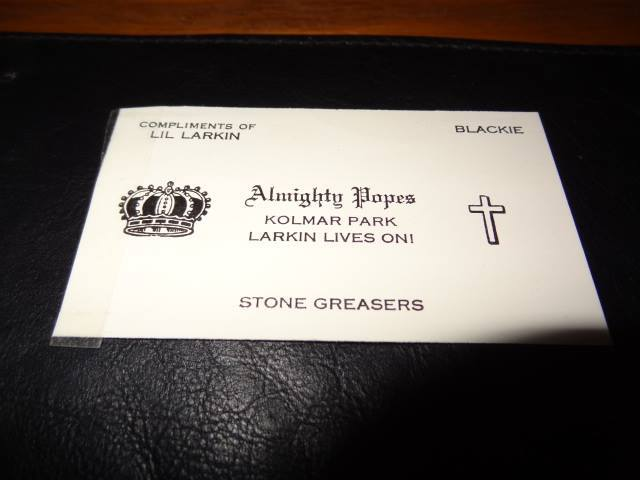 COMPLIMENTS OF
LIL LARKIN
BLACKIE
Almighty Popes
KOLMAR PARK
LARKIN LIVES ON!
STONE GREASERS